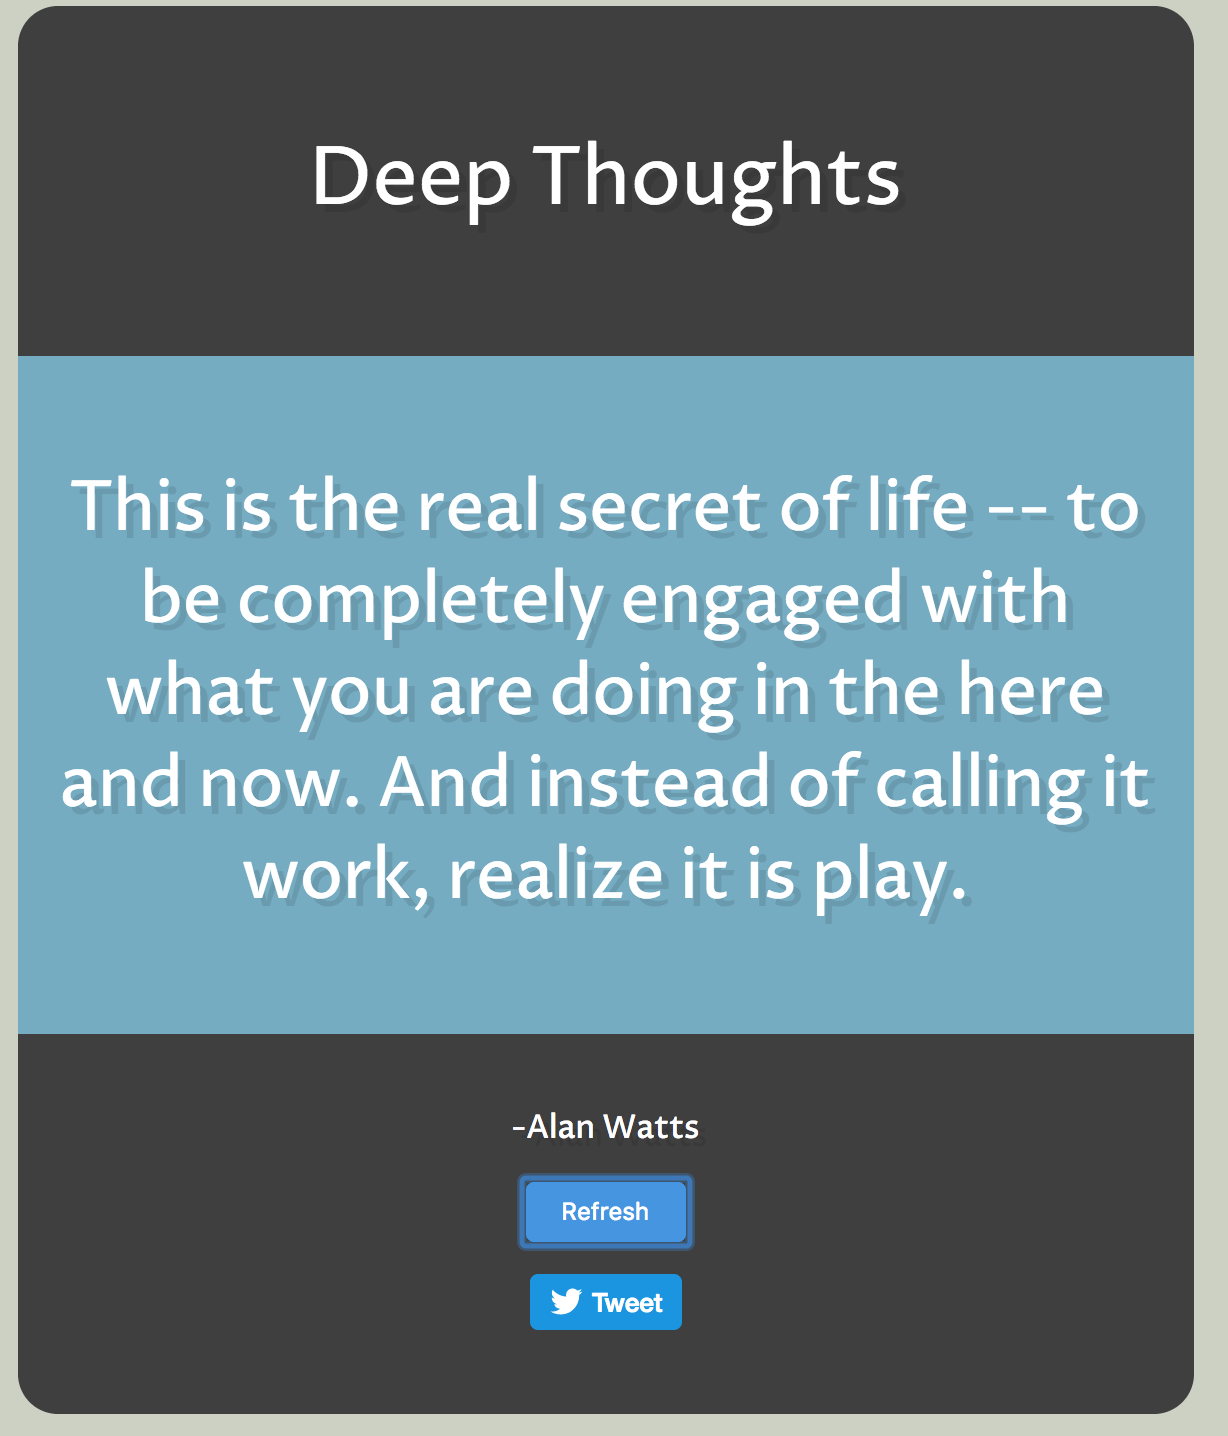 Deep Thoughts
This is the real secret of life -- to
be completely engaged with
what you are doing in the here
and now. And instead of calling it
work, realize it is play.
-Alan Watts
Refresh
Tweet